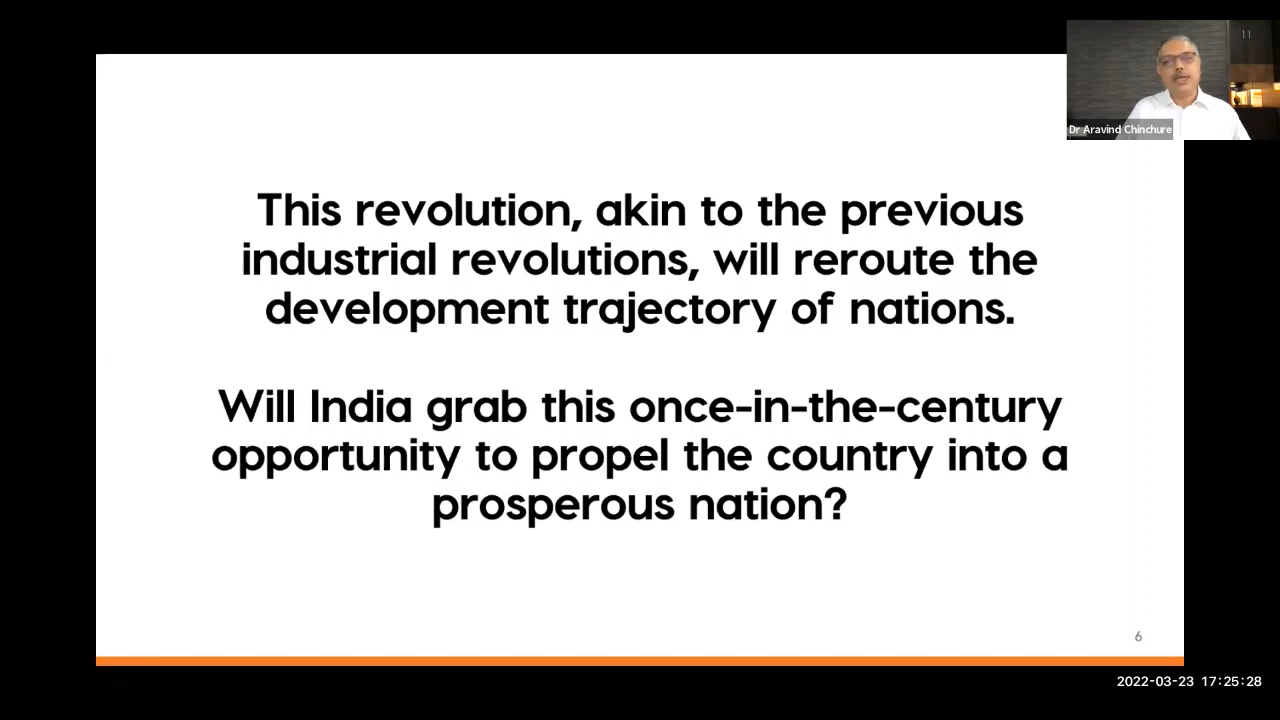 Dr Aravind Chinchure
This revolution, akin to the previous
industrial revolutions, will reroute the
development trajectory of nations.
Will India grab this once-in-the-century
opportunity to propel the country into a
prosperous nation?
6
2022-03-23 17:25:28